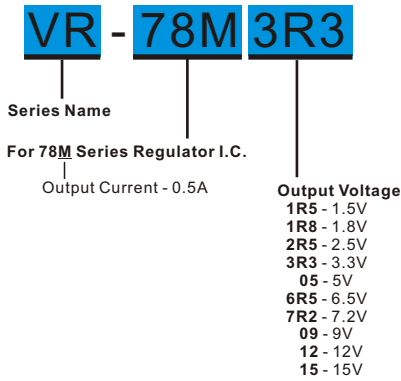 VR - 78M 3R3
Series Name
For 78M Series Regulator I.C.
Output Current - 0.5A
Output Voltage
1R5 - 1.5V
1R8 - 1.8V
2R5 - 2.5V
3R3 - 3.3V
05 - 5V
6R5 - 6.5V
7R2 - 7.2V
09 - 9V
12 - 12V
15 - 15V